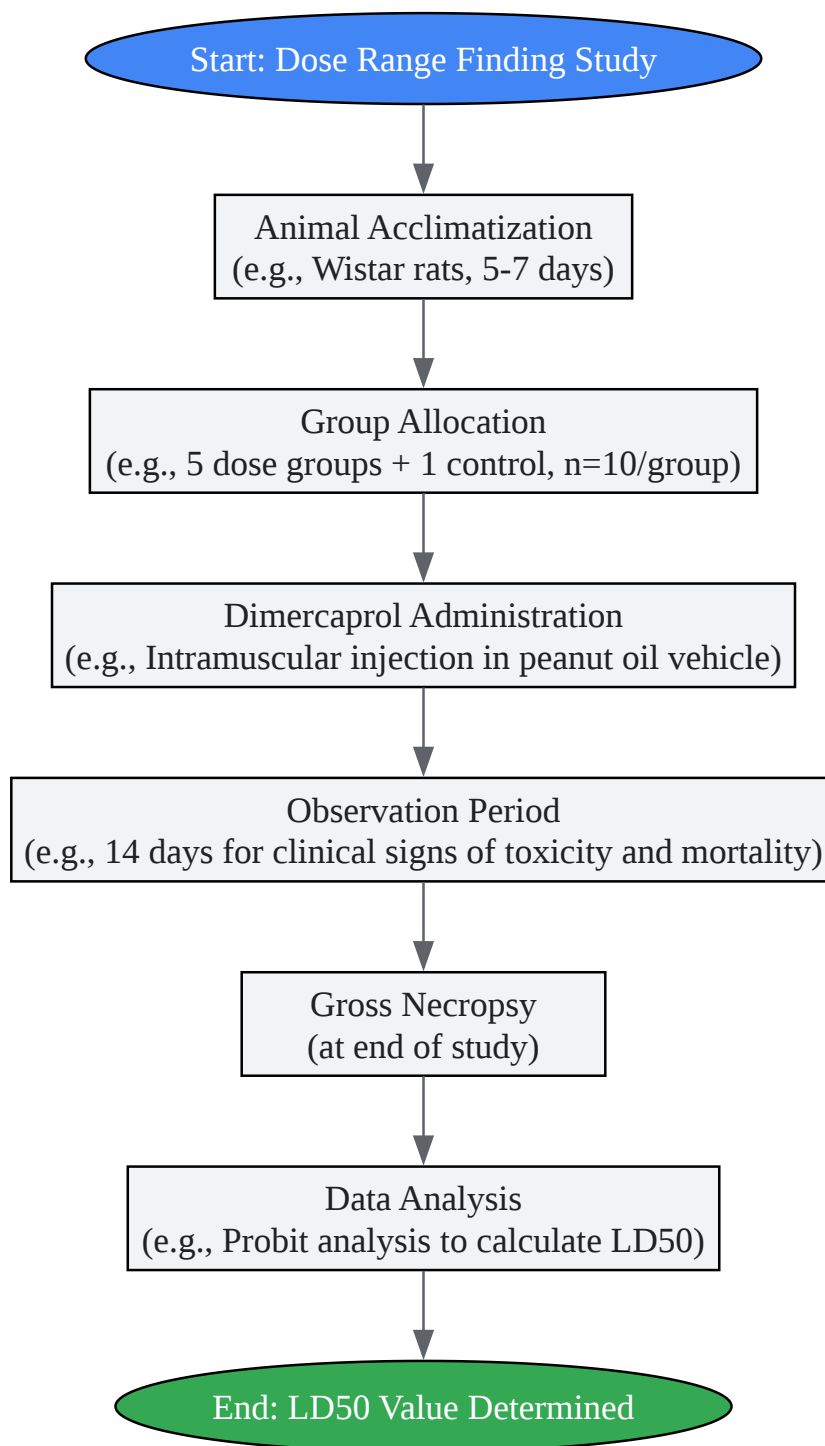 Start: Dose Range Finding Study
Animal Acclimatization
(e.g., Wistar rats, 5-7 days)
Group Allocation
(e.g., 5 dose groups + 1 control, n=10/group)
Dimercaprol Administration
(e.g., Intramuscular injection in peanut oil vehicle)
Observation Period
(e.g., 14 days for clinical signs of toxicity and mortality)
Gross Necropsy
(at end of study)
Data Analysis
(e.g., Probit analysis to calculate LD50)
End: LD50 Value Determined